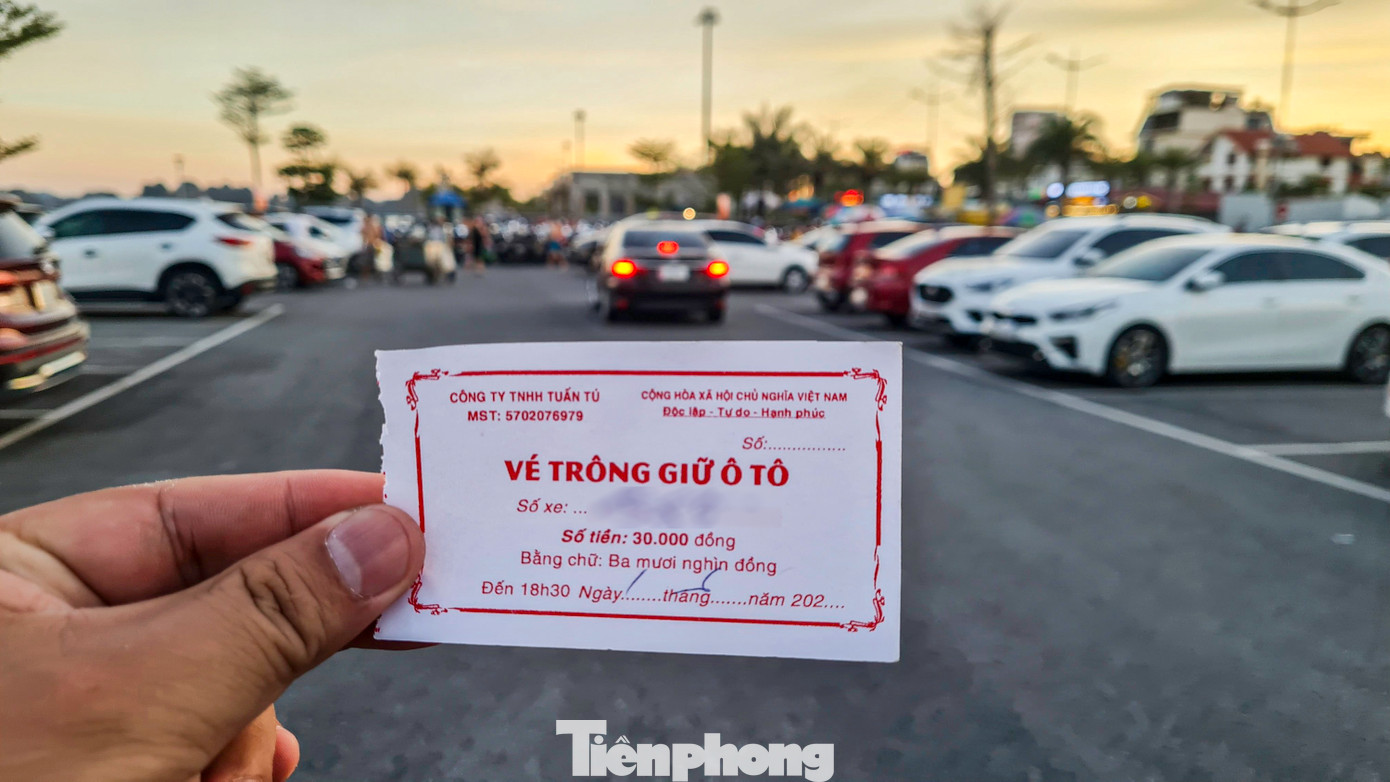 CÔNG TY TNHH TUẤN TÚ
MST: 5702076979
CỘNG HÒA XÃ HỘI CHỦ NGHĨA VIỆT NAM
Độc lập - Tự do - Hạnh phúc
Số:................
VÉ TRÔNG GIỮ Ô TÔ
Số xe: ...
Số tiền: 30.000 đồng
Bằng chữ: Ba mươi nghìn đồng
Đến 18h30 Ngày........tháng.......năm 202....
Tiềnphong